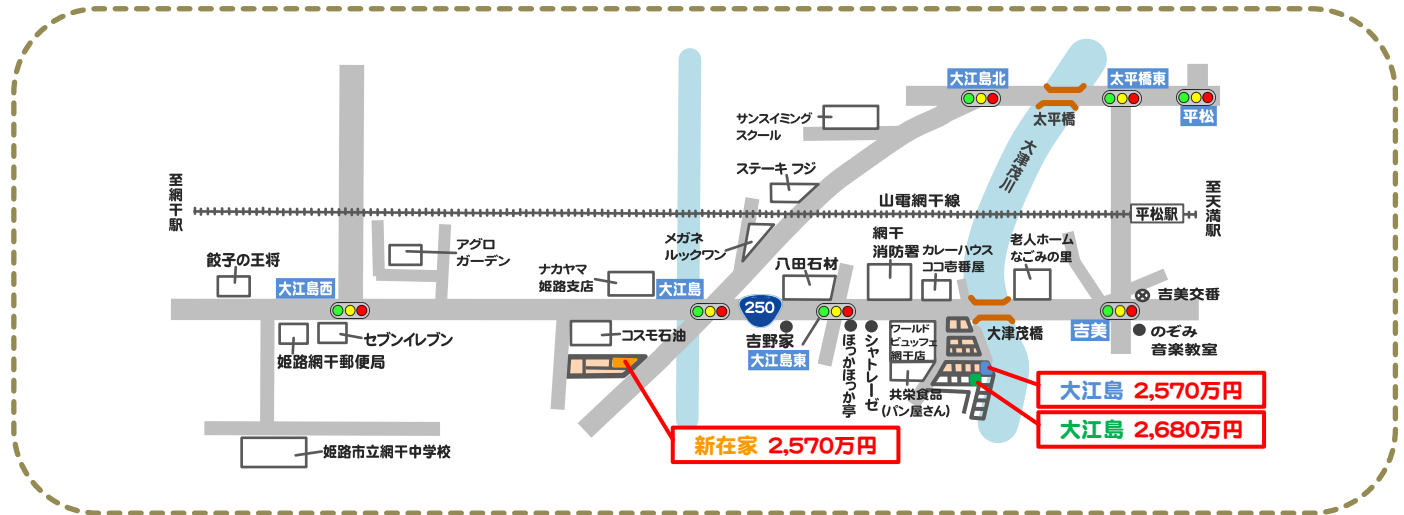 大江島北
太平橋東
平松
太平橋
サンスイミング
スクール
大津茂川
ステーキ フジ
至網干駅
山電網干線
平松駅
至天満駅
メガネ
ルックワン
アグロ
ガーデン
餃子の王将
大江島西
ナカヤマ
姫路支店
大江島
八田石材
網干
消防署
カレーハウス
ココ壱番屋
老人ホーム
なごみの里
吉美交番
250
セブンイレブン
姫路網干郵便局
コスモ石油
吉野家
大江島東
ほっかほっか亭
シャトレーゼ
ワールド
ビュッフェ
網干店
大津茂橋
吉美
のぞみ
音楽教室
共栄食品
(パン屋さん)
大江島 2,570万円
大江島 2,680万円
新在家 2,570万円
姫路市立網干中学校